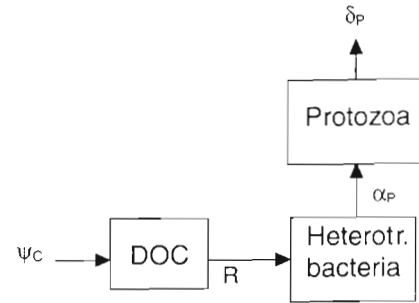 δP
Protozoa
αP
ψC
DOC
R
Heterotr.
bacteria